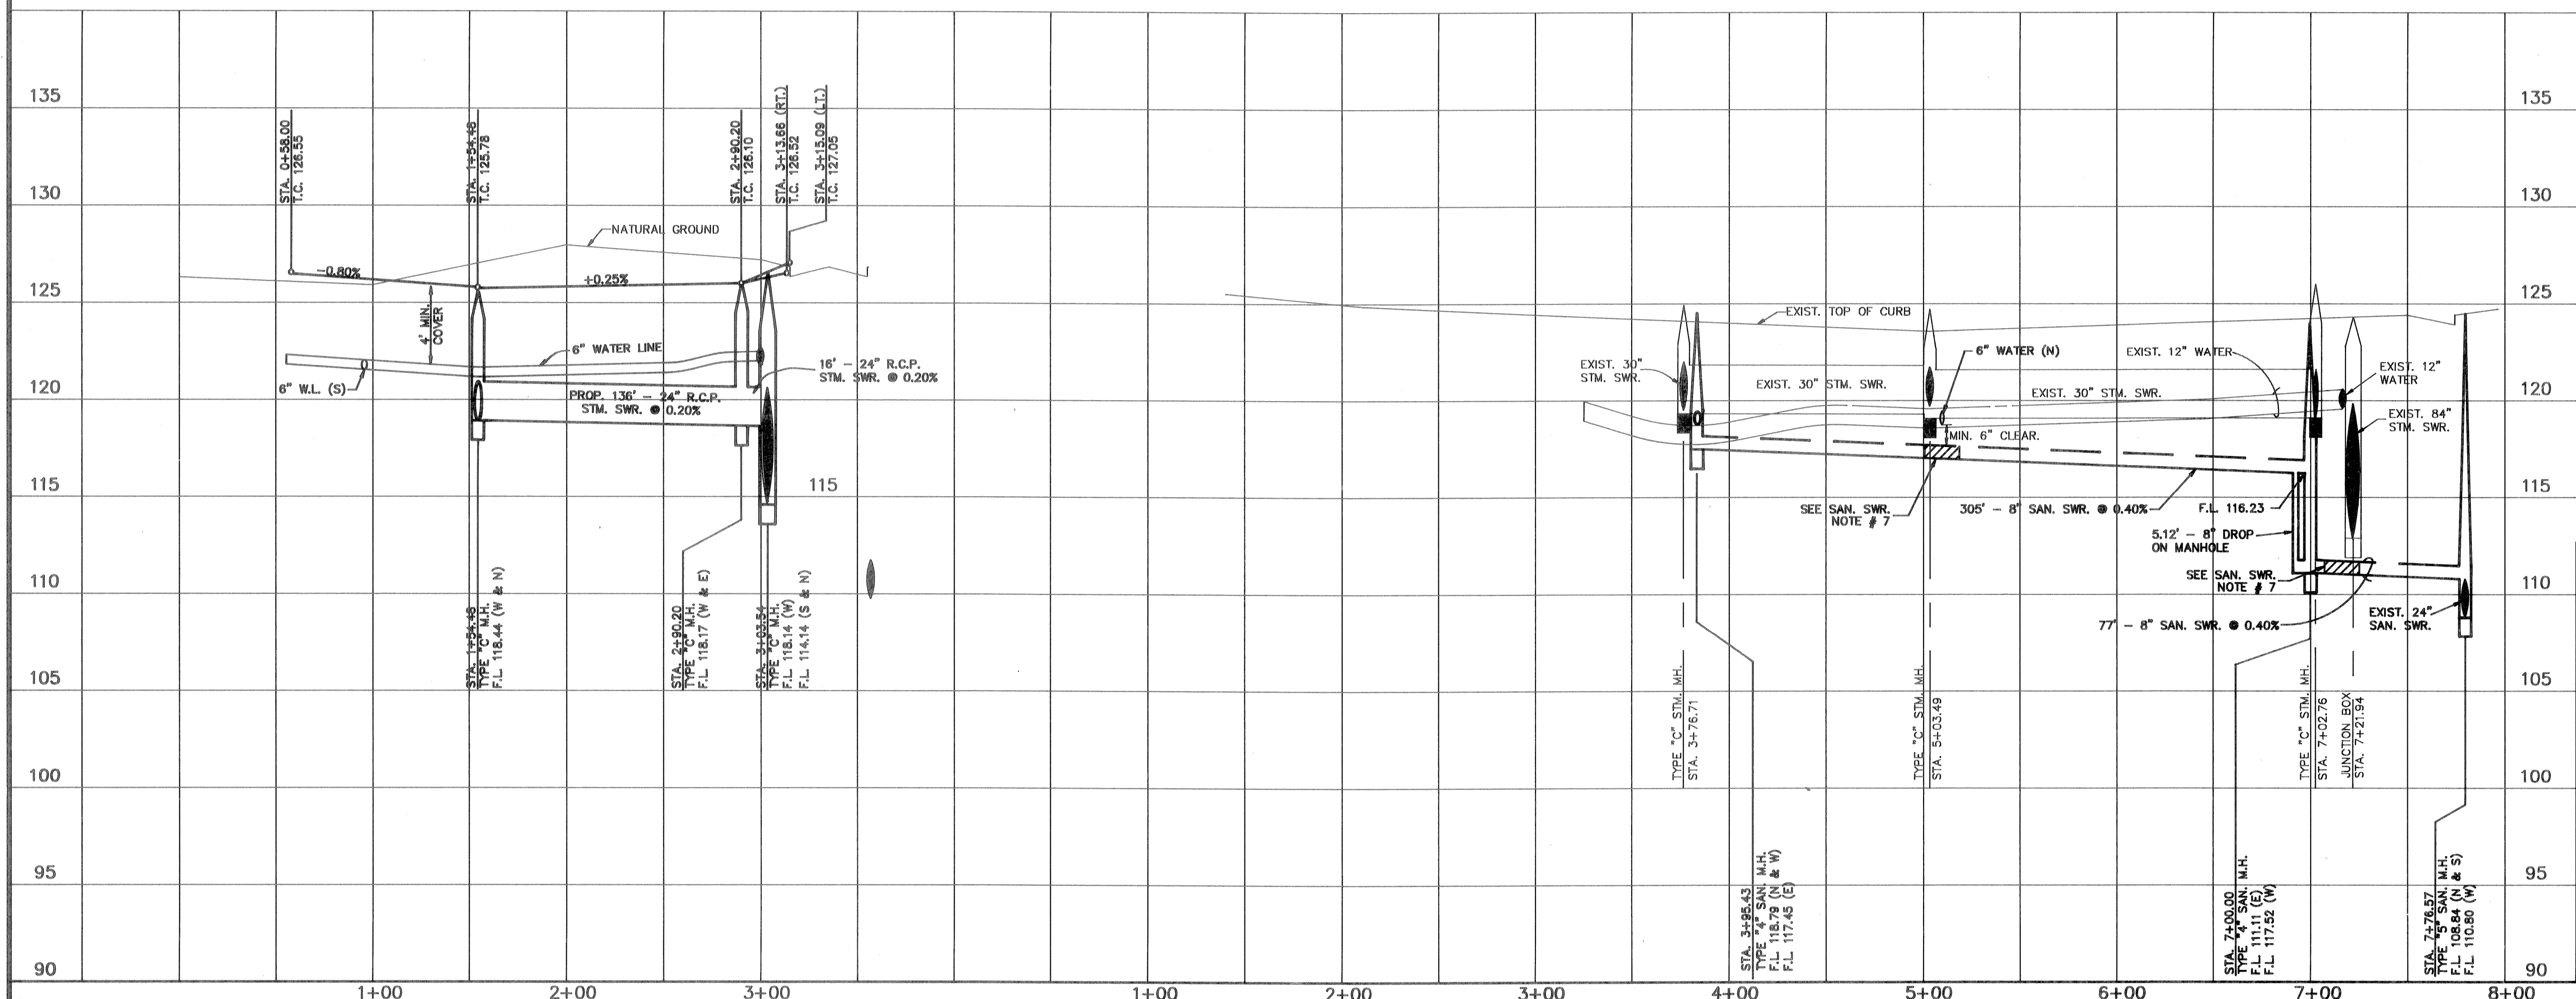 135
130
125
120
115
110
105
100
95
90
STA. 0+58.00
T.C. 126.55
STA. 1+54.48
T.C. 125.78
STA. 2+90.20
T.C. 126.10
STA. 3+13.66 (RT.)
T.C. 126.52
STA. 3+15.09 (LT.)
T.C. 127.05
NATURAL GROUND
-0.80%
+0.25%
4' MIN.
COVER
6" WATER LINE
6" W.L. (S)
16' - 24" R.C.P.
STM. SWR. @ 0.20%
PROP. 136' - 24" R.C.P.
STM. SWR. @ 0.20%
115
STA. 1+54.48
TYPE "C" M.H.
F.L. 118.44 (W & N)
STA. 2+90.20
TYPE "C" M.H.
F.L. 118.17 (W & E)
STA. 3+03.54
TYPE "C" M.H.
F.L. 118.14 (W)
F.L. 114.14 (S & N)
EXIST. TOP OF CURB
EXIST. 30"
STM. SWR.
EXIST. 30" STM. SWR.
6" WATER (N)
EXIST. 12" WATER
EXIST. 30" STM. SWR.
EXIST. 12"
WATER
EXIST. 84"
STM. SWR.
MIN. 6" CLEAR.
SEE SAN. SWR.
NOTE # 7
305' - 8" SAN. SWR. @ 0.40%
F.L. 116.23
5.12' - 8" DROP
ON MANHOLE
SEE SAN. SWR.
NOTE # 7
77' - 8" SAN. SWR. @ 0.40%
EXIST. 24"
SAN. SWR.
TYPE "C" STM. MH.
STA. 3+76.71
TYPE "C" STM. MH.
STA. 5+03.49
TYPE "C" STM. MH.
STA. 7+02.76
JUNCTION BOX
STA. 7+21.94
STA. 3+95.43
TYPE "4" SAN. M.H.
F.L. 118.79 (N & W)
F.L. 117.45 (E)
STA. 7+00.00
TYPE "4" SAN. M.H.
F.L. 111.11 (E)
F.L. 117.52 (W)
STA. 7+76.57
TYPE "5" SAN. M.H.
F.L. 108.84 (N & S)
F.L. 110.80 (W)
135
130
125
120
115
110
105
100
95
90
1+00
2+00
3+00
1+00
2+00
3+00
4+00
5+00
6+00
7+00
8+00